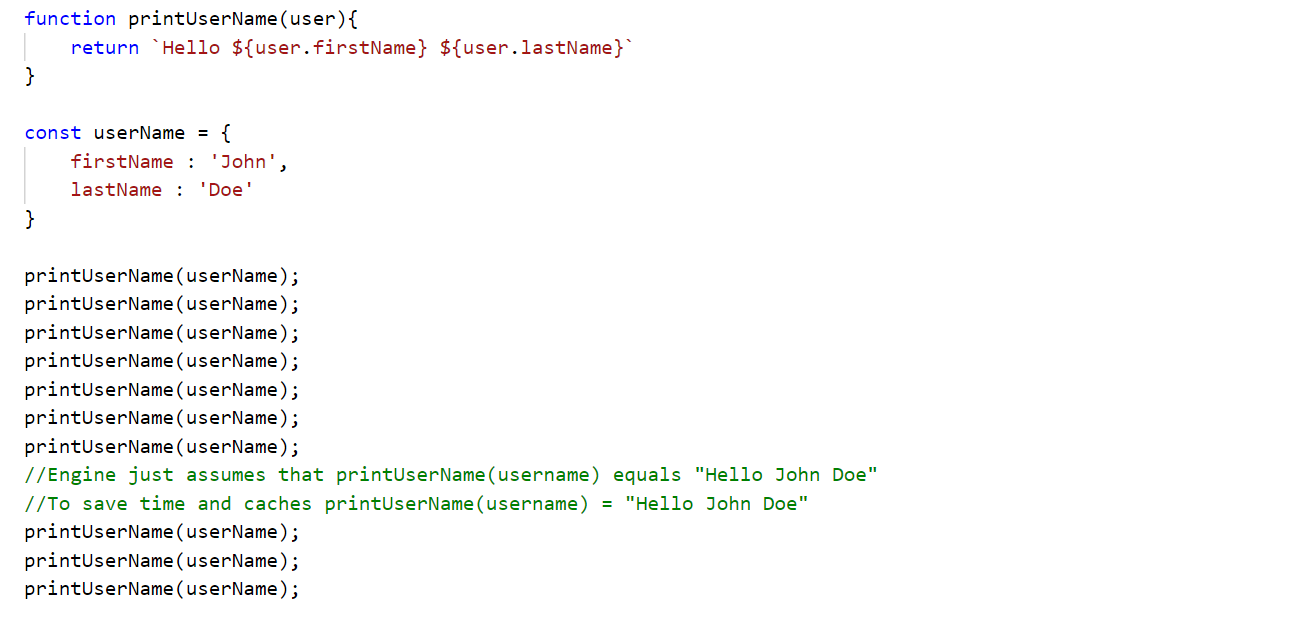 function printUserName(user){
    return `Hello ${user.firstName} ${user.lastName}`
}
const userName = {
    firstName : 'John',
    lastName : 'Doe'
}
printUserName(userName);
printUserName(userName);
printUserName(userName);
printUserName(userName);
printUserName(userName);
printUserName(userName);
printUserName(userName);
//Engine just assumes that printUserName(username) equals "Hello John Doe"
//To save time and caches printUserName(username) = "Hello John Doe"
printUserName(userName);
printUserName(userName);
printUserName(userName);